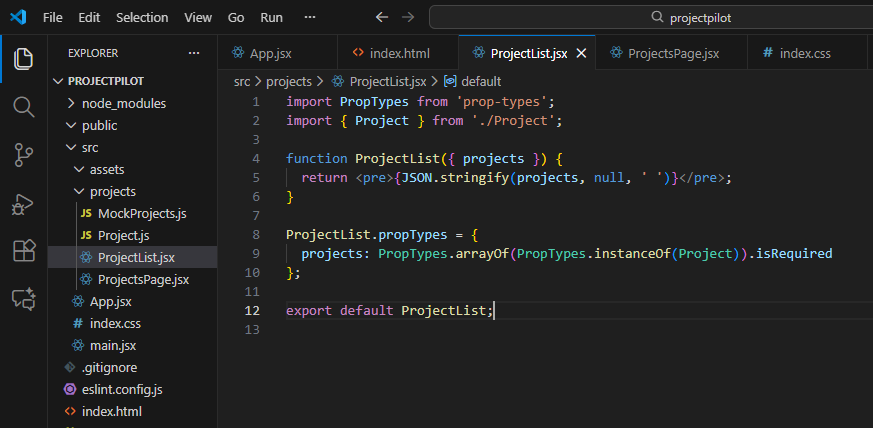 File Edit Selection View Go Run ··· projectpilot
EXPLORER ···
PROJECTPILOT
node_modules
public
src
assets
projects
JS MockProjects.js
JS Project.js
ProjectList.jsx
ProjectsPage.jsx
App.jsx
# index.css
main.jsx
.gitignore
eslint.config.js
<> index.html
App.jsx <> index.html ProjectList.jsx ProjectsPage.jsx # index.css
src > projects > ProjectList.jsx > default
1 import PropTypes from 'prop-types';
2 import { Project } from './Project';
3
4 function ProjectList({ projects }) {
5   return <pre>{JSON.stringify(projects, null, ' ')}</pre>;
6 }
7
8 ProjectList.propTypes = {
9   projects: PropTypes.arrayOf(PropTypes.instanceOf(Project)).isRequired
10 };
11
12 export default ProjectList;
13